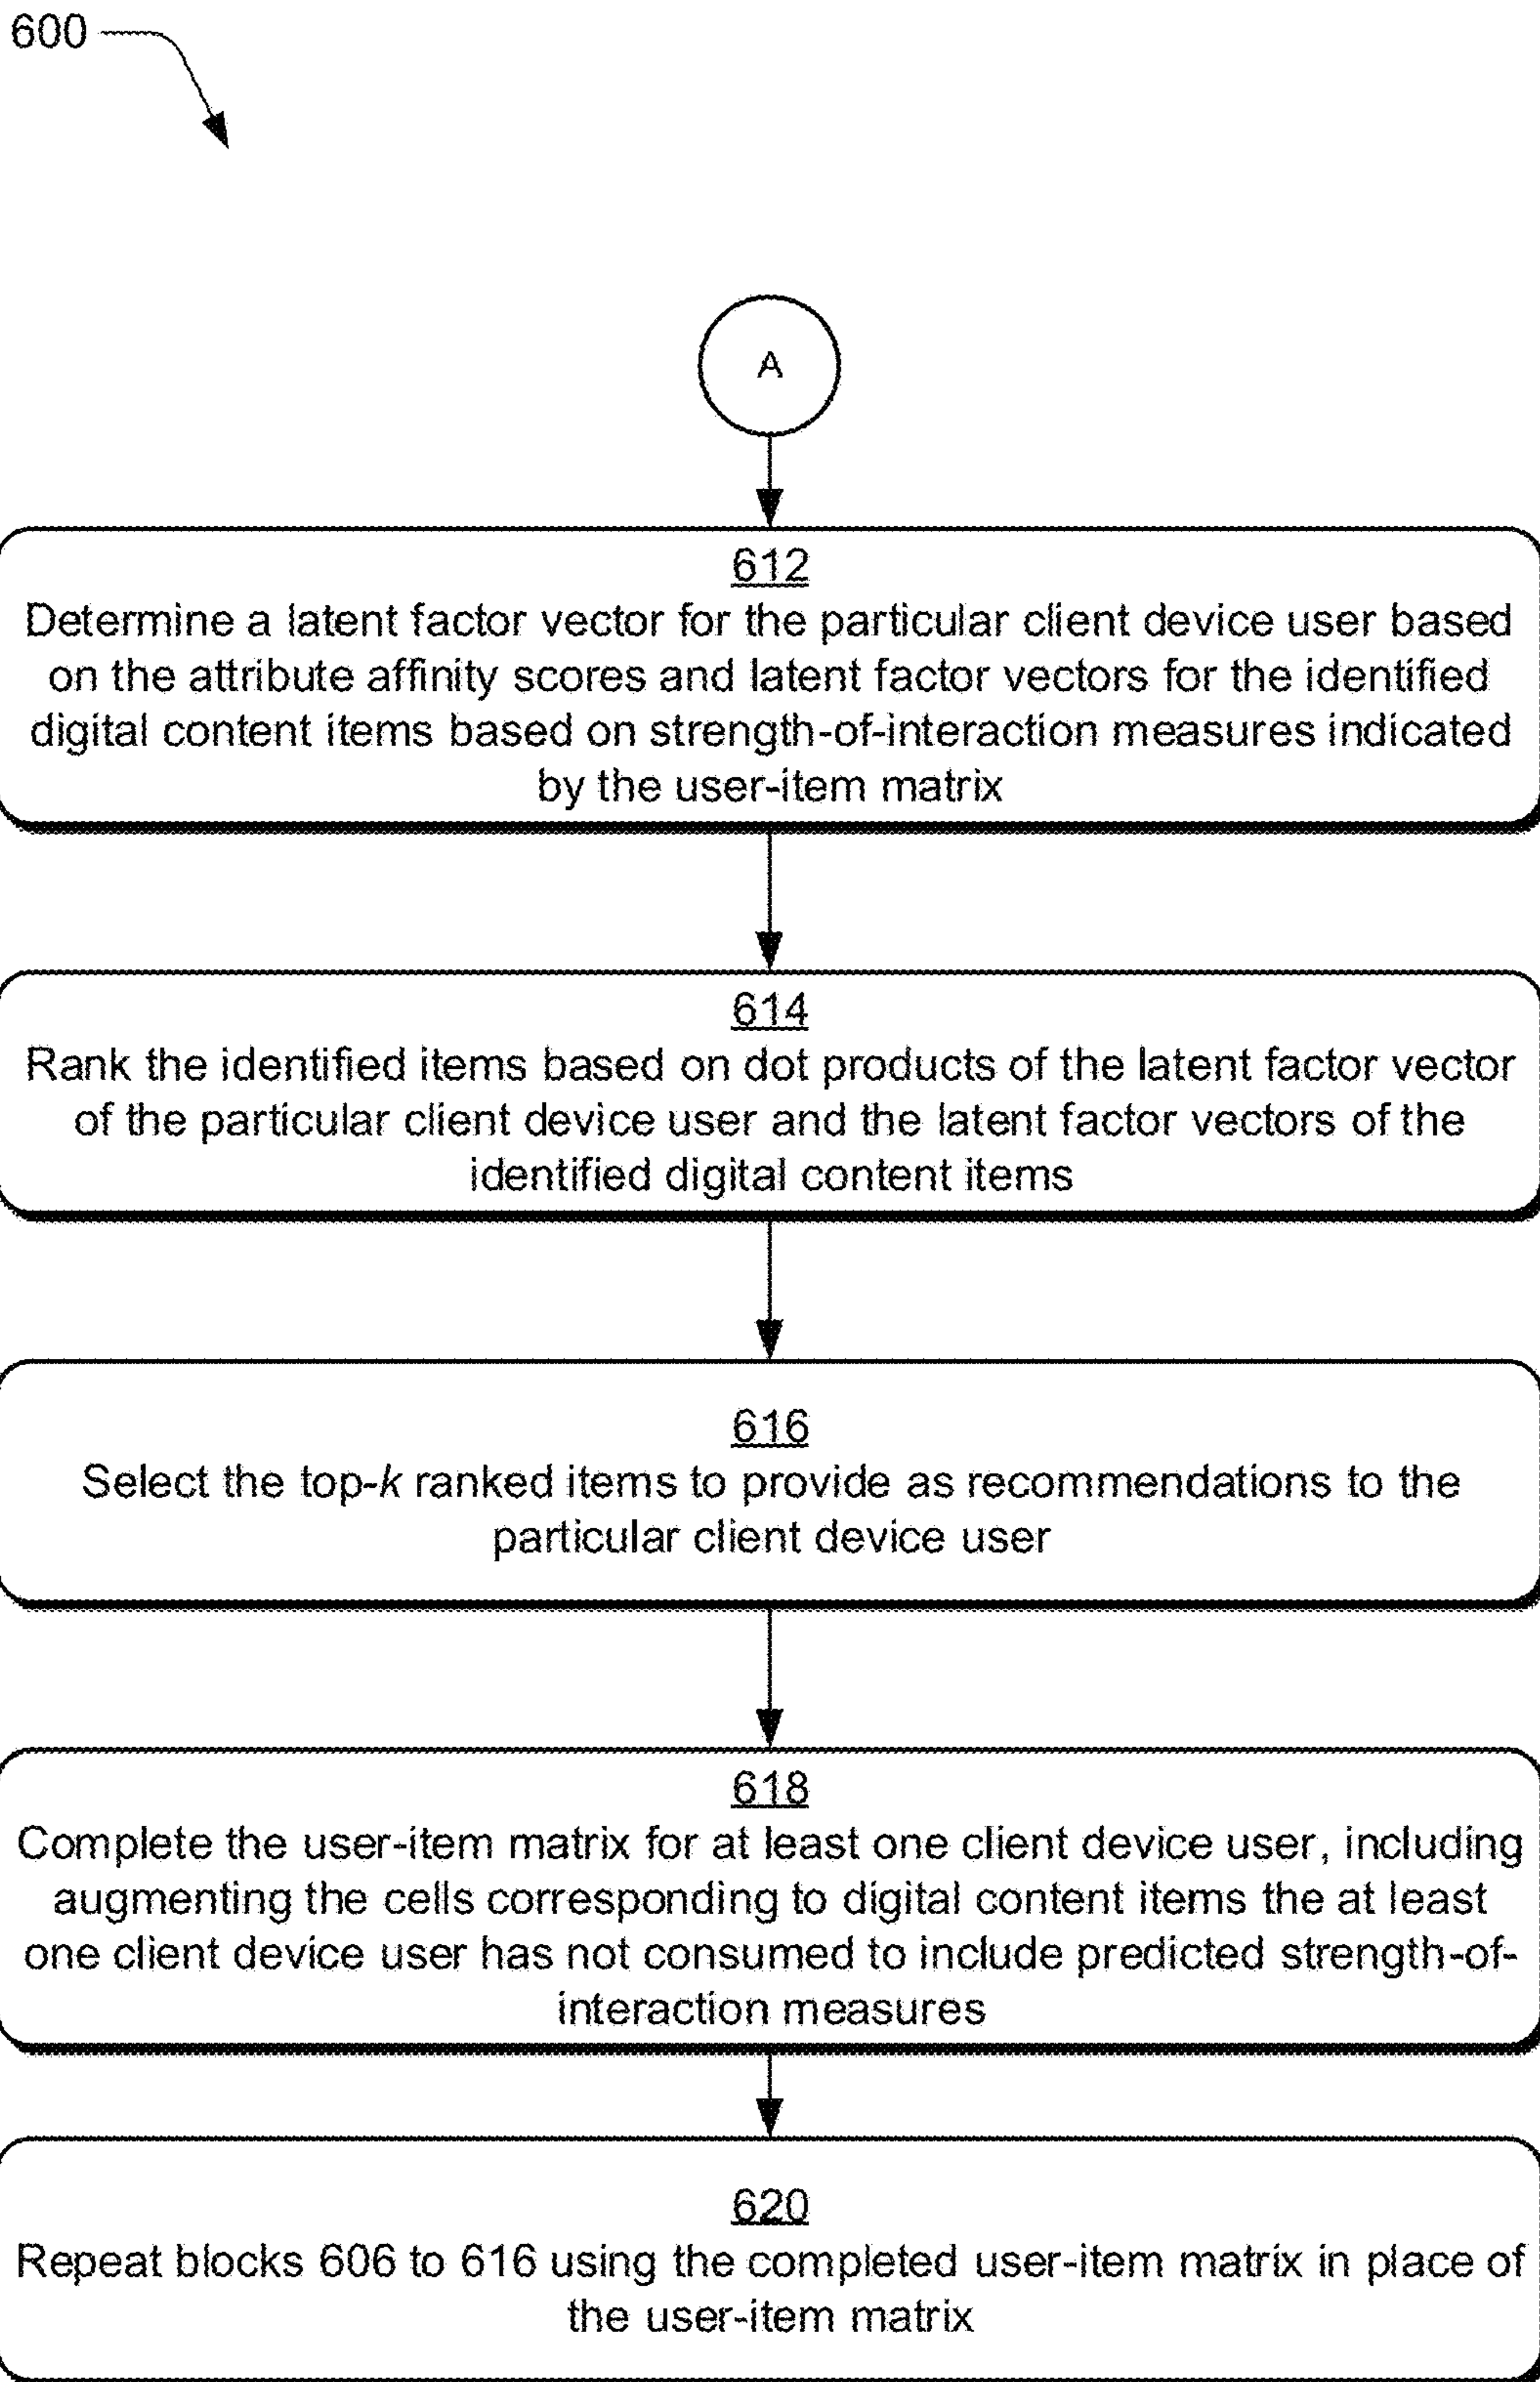 600
A
612
Determine a latent factor vector for the particular client device user based
on the attribute affinity scores and latent factor vectors for the identified
digital content items based on strength-of-interaction measures indicated
by the user-item matrix
614
Rank the identified items based on dot products of the latent factor vector
of the particular client device user and the latent factor vectors of the
identified digital content items
616
Select the top-k ranked items to provide as recommendations to the
particular client device user
618
Complete the user-item matrix for at least one client device user, including
augmenting the cells corresponding to digital content items the at least
one client device user has not consumed to include predicted strength-of-
interaction measures
620
Repeat blocks 606 to 616 using the completed user-item matrix in place of
the user-item matrix